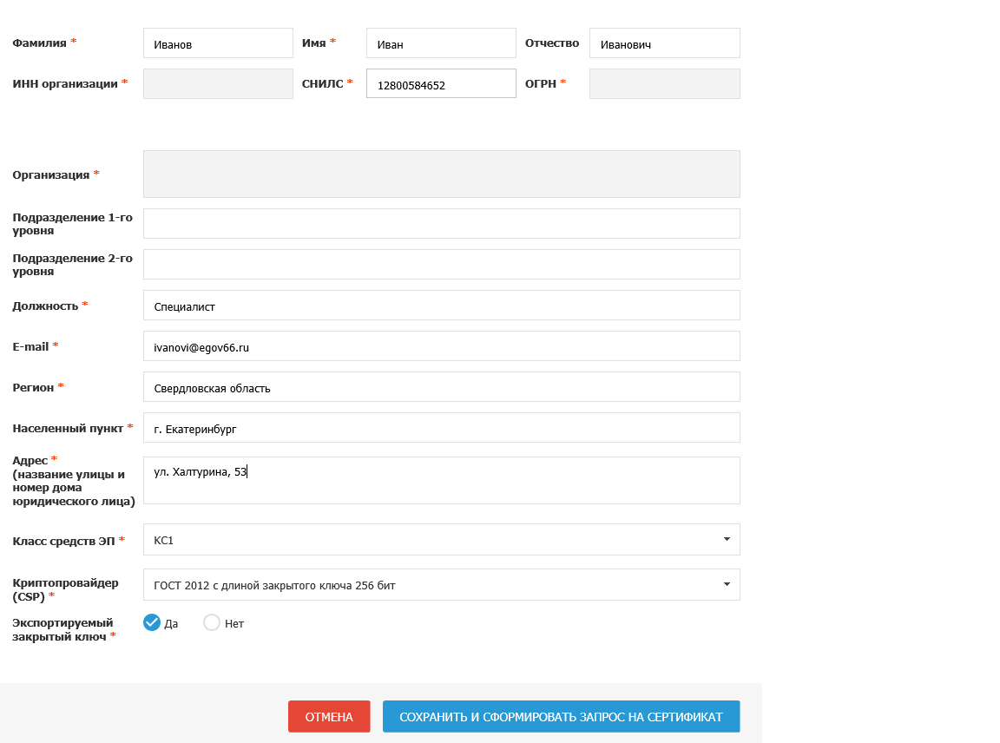 Фамилия * Иванов Имя * Иван Отчество Иванович
ИНН организации * СНИЛС * 12800584652 ОГРН *
Организация *
Подразделение 1-го
уровня
Подразделение 2-го
уровня
Должность * Специалист
E-mail * ivanovi@egov66.ru
Регион * Свердловская область
Населенный пункт * г. Екатеринбург
Адрес *
(название улицы и
номер дома
юридического лица)
ул. Халтурина, 53
Класс средств ЭП * КС1
Криптопровайдер
(CSP) *
ГОСТ 2012 с длиной закрытого ключа 256 бит
Экспортируемый
закрытый ключ *
Да Нет
ОТМЕНА СОХРАНИТЬ И СФОРМИРОВАТЬ ЗАПРОС НА СЕРТИФИКАТ